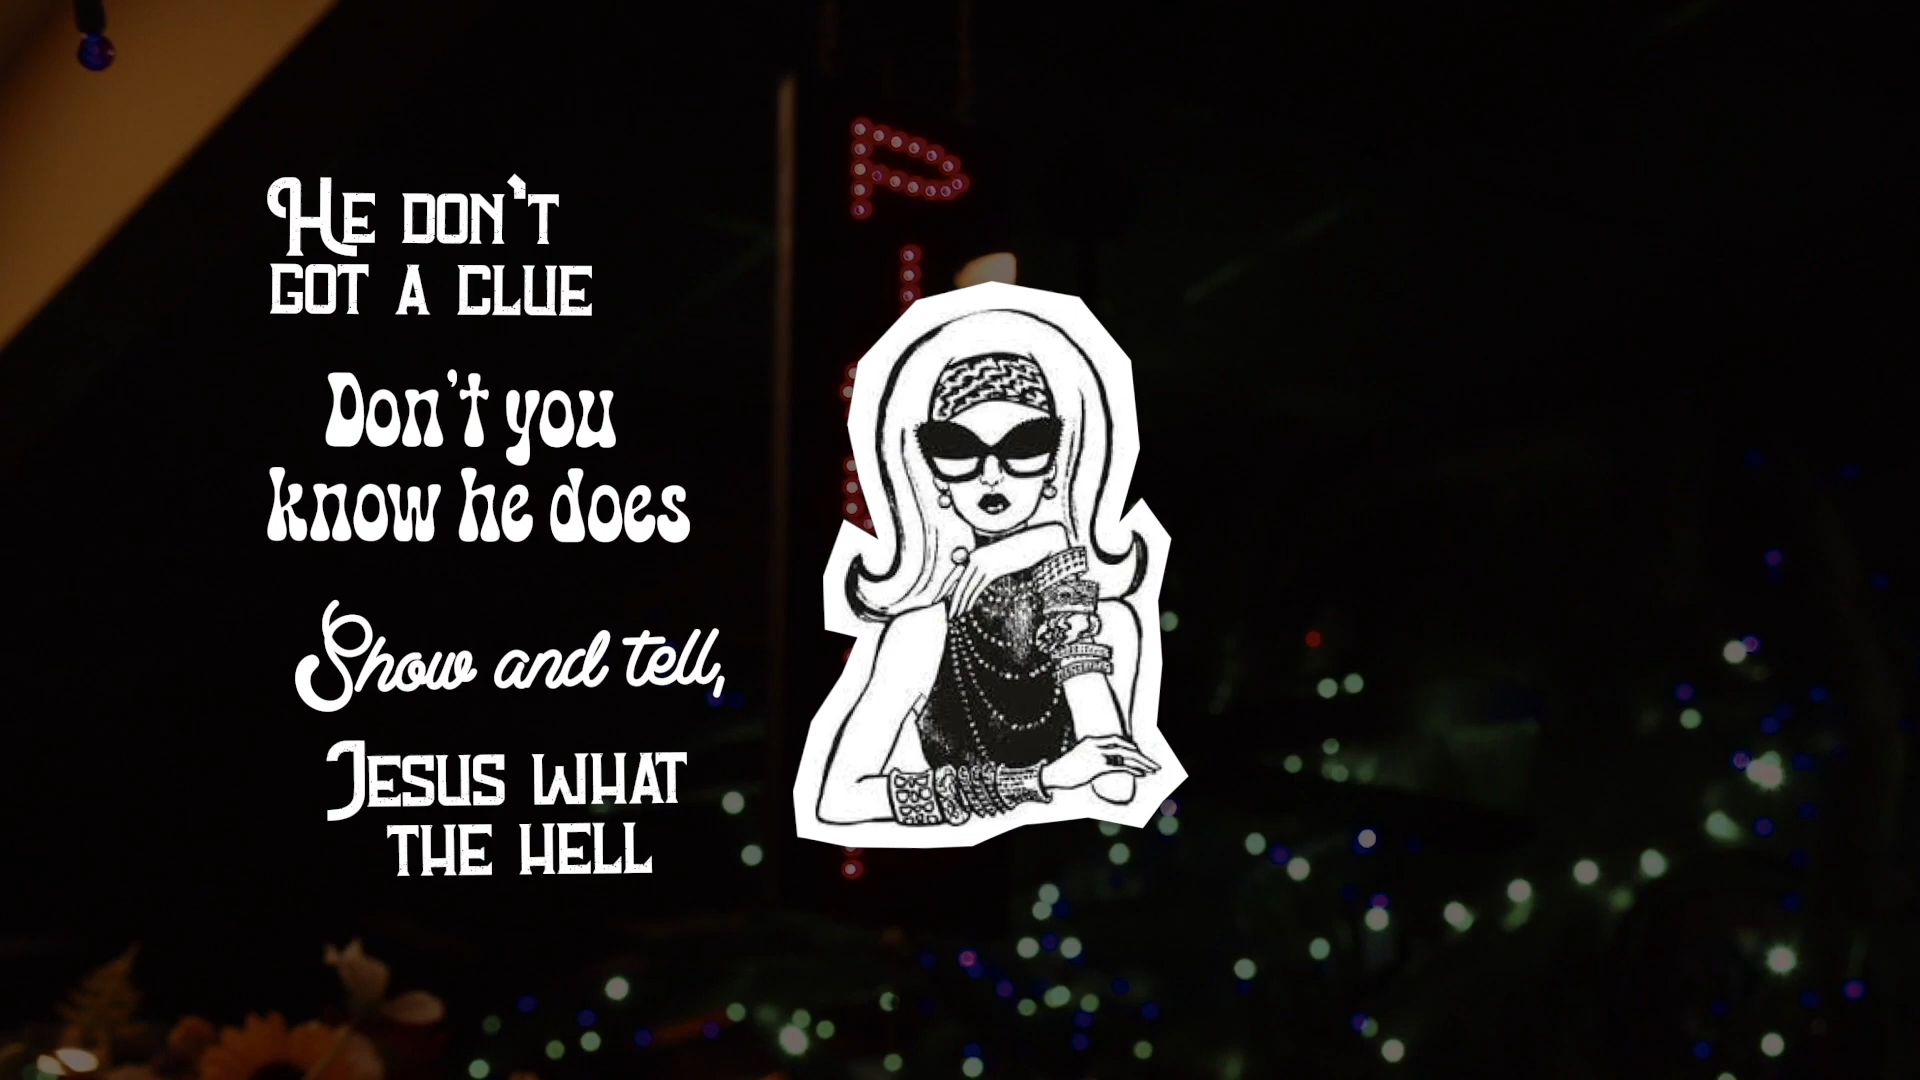 He don't
got a clue
Don't you
know he does
Show and tell,
Jesus what
the hell